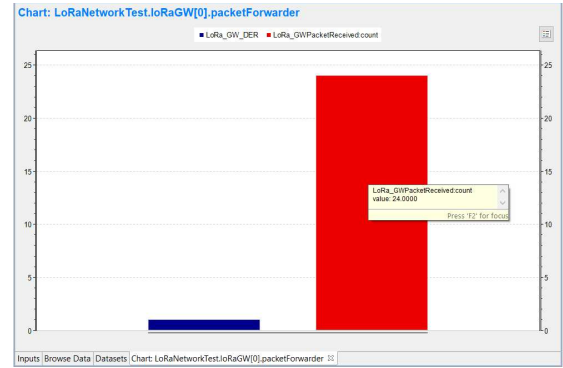 Chart: LoRaNetworkTest.loRaGW[0].packetForwarder
LoRa_GW_DER LoRa_GWPacketReceived:count
25 25
20 20
15 15
LoRa_GWPacketReceived:count
value: 24.0000
Press 'F2' for focus
10 10
5 5
0 0
Inputs Browse Data Datasets Chart: LoRaNetworkTest.loRaGW[0].packetForwarder